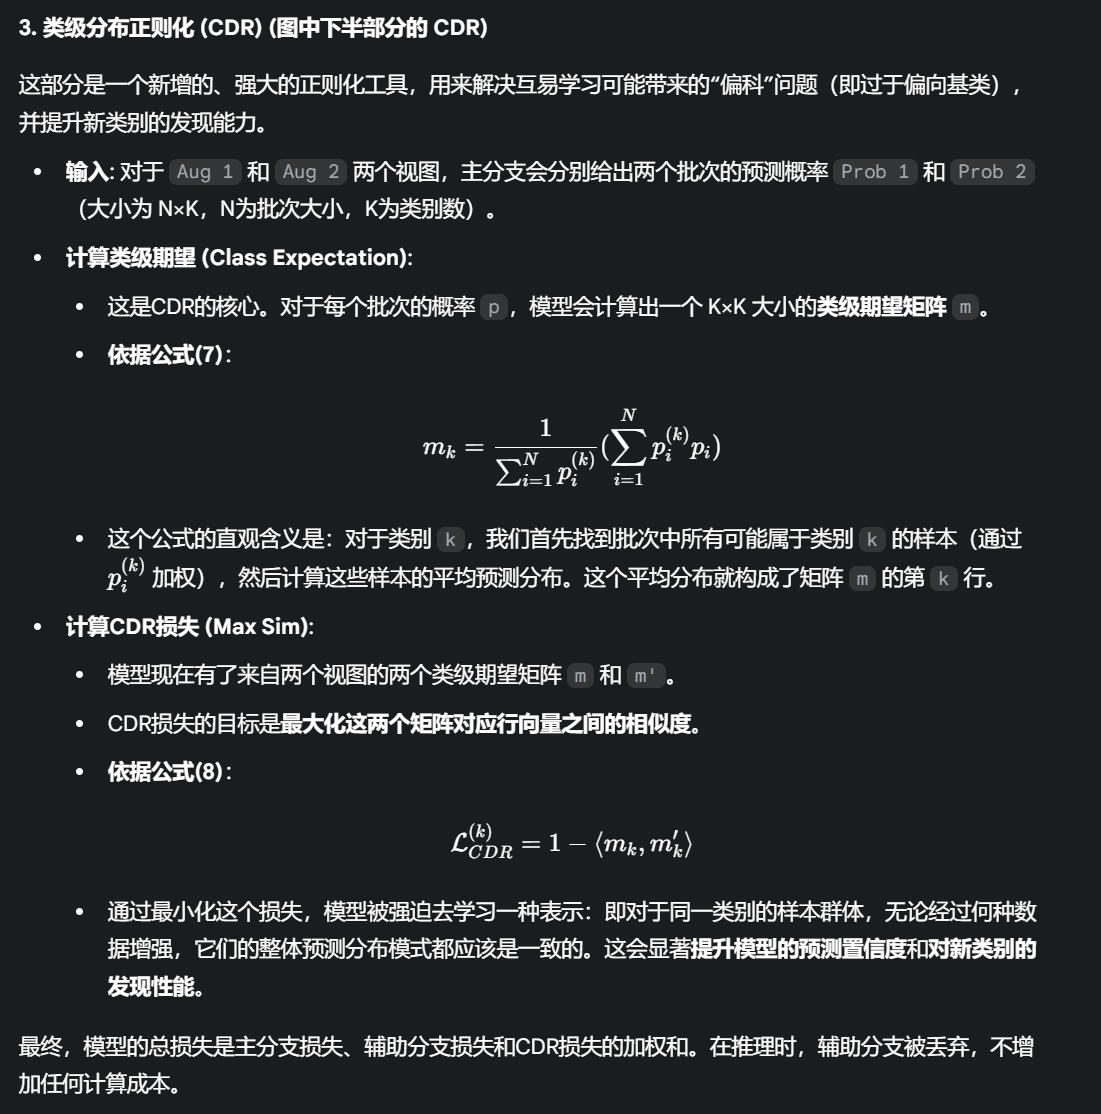 3. 类级分布正则化 (CDR) (图中下半部分的 CDR)
这部分是一个新增的、强大的正则化工具，用来解决互易学习可能带来的“偏科”问题（即过于偏向基类），
并提升新类别的发现能力。
• 输入: 对于 Aug 1 和 Aug 2 两个视图，主分支会分别给出两个批次的预测概率 Prob 1 和 Prob 2
（大小为 N×K，N为批次大小，K为类别数）。
• 计算类级期望 (Class Expectation):
• 这是CDR的核心。对于每个批次的概率 p ，模型会计算出一个 K×K 大小的类级期望矩阵 m 。
• 依据公式(7)：
m_k = \frac{1}{\sum_{i=1}^{N} p_i^{(k)}} (\sum_{i=1}^{N} p_i^{(k)} p_i)
• 这个公式的直观含义是：对于类别 k ，我们首先找到批次中所有可能属于类别 k 的样本（通过
p_i^{(k)} 加权），然后计算这些样本的平均预测分布。这个平均分布就构成了矩阵 m 的第 k 行。
• 计算CDR损失 (Max Sim):
• 模型现在有了来自两个视图的两个类级期望矩阵 m 和 m' 。
• CDR损失的目标是最大化这两个矩阵对应行向量之间的相似度。
• 依据公式(8)：
\mathcal{L}_{CDR}^{(k)} = 1 − ⟨m_k, m'_k⟩
• 通过最小化这个损失，模型被强迫去学习一种表示：即对于同一类别的样本群体，无论经过何种数
据增强，它们的整体预测分布模式都应该是一致的。这会显著提升模型的预测置信度和对新类别的
发现性能。
最终，模型的总损失是主分支损失、辅助分支损失和CDR损失的加权和。在推理时，辅助分支被丢弃，不增
加任何计算成本。